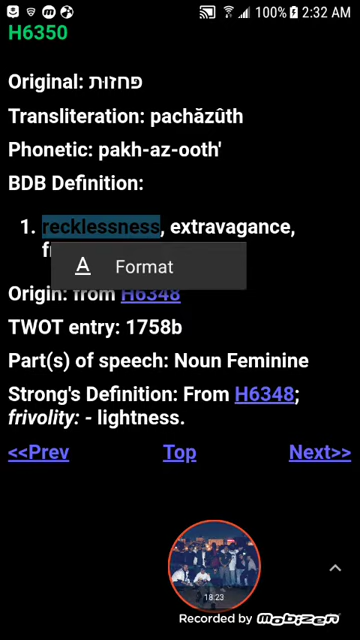 100% 2:32 AM
H6350
Original: פחזוּת
Transliteration: pachăzûth
Phonetic: pakh-az-ooth'
BDB Definition:
1. recklessness, extravagance,
A Format
Origin: from H6348
TWOT entry: 1758b
Part(s) of speech: Noun Feminine
Strong's Definition: From H6348;
frivolity: - lightness.
<<Prev Top Next>>
18:23
Recorded by mobizen